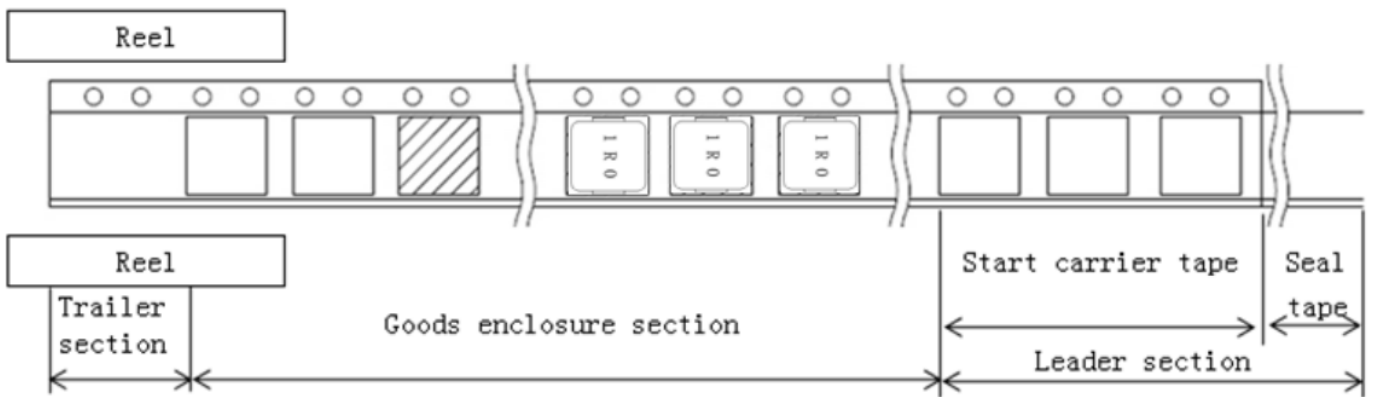 Reel
1R0
1R0
1R0
Reel
Start carrier tape
Seal
tape
Trailer
section
Goods enclosure section
Leader section